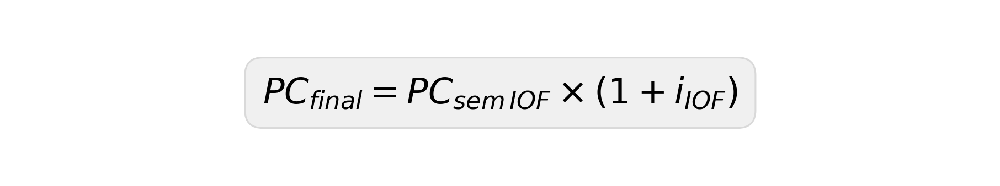 PC_final = PC_sem IOF × (1 + i_IOF)